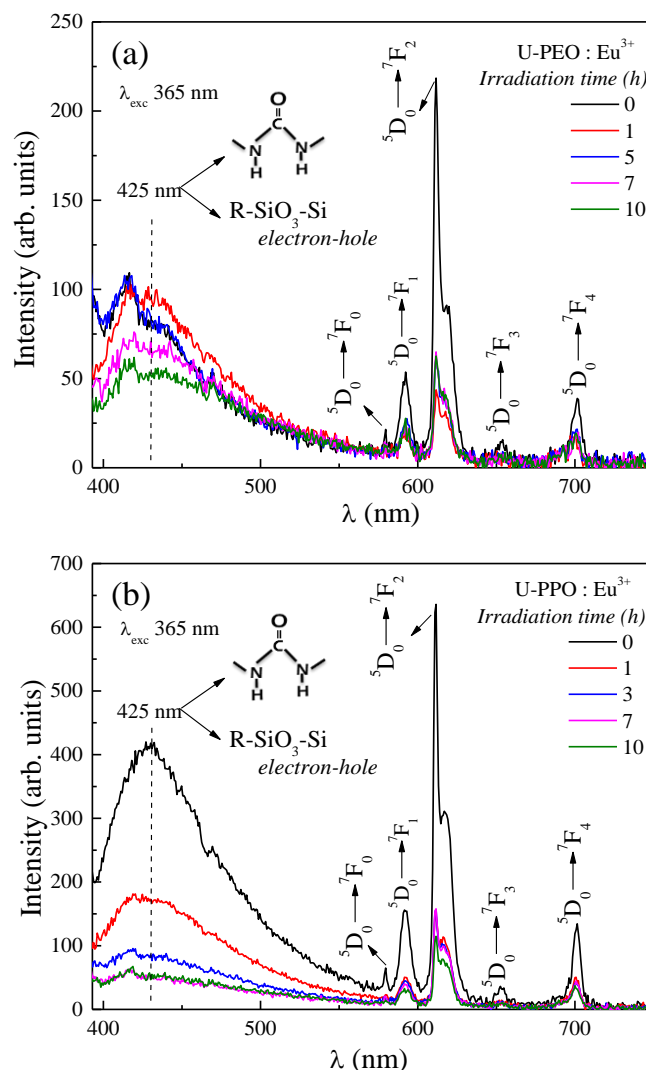 (a)
U-PEO : Eu³⁺
Irradiation time (h)
0
1
5
7
10
λexc 365 nm
O
C
N
N
H
H
425 nm
R-SiO₃-Si
electron-hole
⁵D₀ → ⁷F₀
⁵D₀ → ⁷F₁
⁵D₀ → ⁷F₂
⁵D₀ → ⁷F₃
⁵D₀ → ⁷F₄
Intensity (arb. units)
250
200
150
100
50
0
400
500
600
700
λ (nm)
(b)
U-PPO : Eu³⁺
Irradiation time (h)
0
1
3
7
10
λexc 365 nm
O
C
N
N
H
H
425 nm
R-SiO₃-Si
electron-hole
⁵D₀ → ⁷F₀
⁵D₀ → ⁷F₁
⁵D₀ → ⁷F₂
⁵D₀ → ⁷F₃
⁵D₀ → ⁷F₄
Intensity (arb. units)
700
600
500
400
300
200
100
0
400
500
600
700
λ (nm)